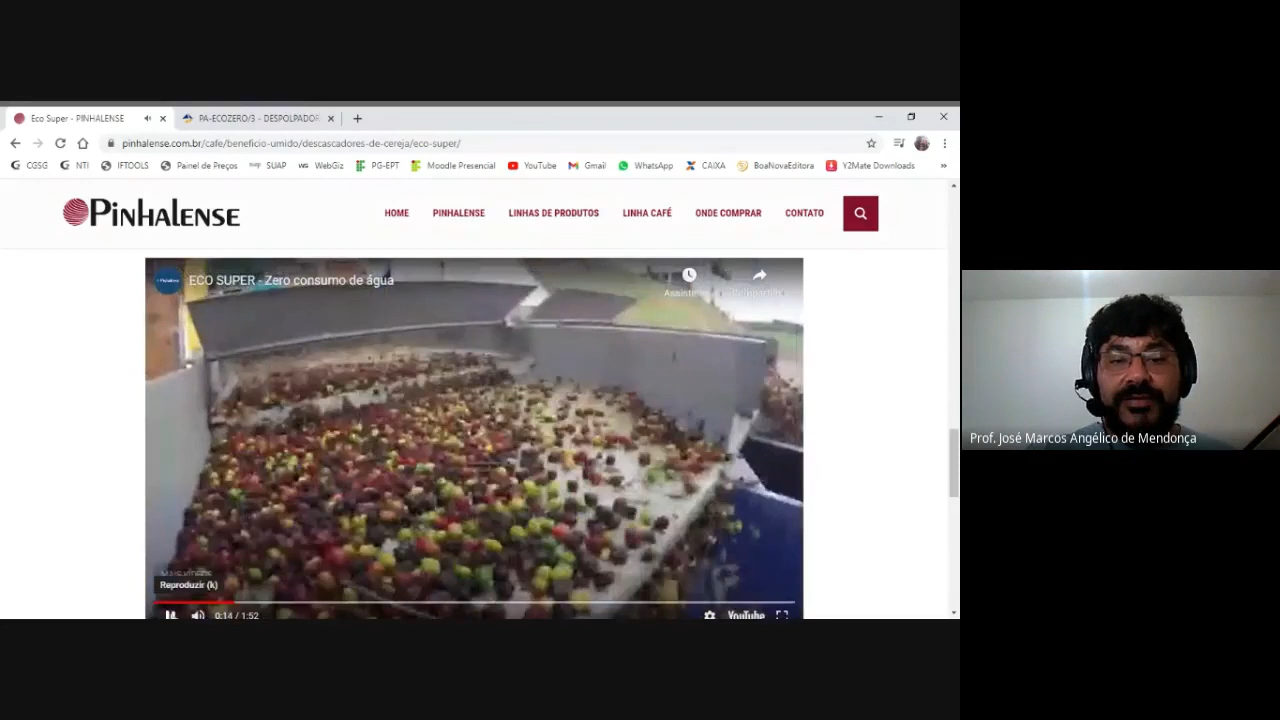 Eco Super - PINHALENSE
PA-ECOZERO/3 - DESPOLPADOR
pinhalense.com.br/cafe/beneficio-umido/descascadores-de-cereja/eco-super/
CGSG NTI IFTOOLS Painel de Preços SUAP WebGiz PG-EPT Moodle Presencial YouTube Gmail WhatsApp CAIXA BoaNovaEditora Y2Mate Downloads »
PINHALENSE
HOME PINHALENSE LINHAS DE PRODUTOS LINHA CAFÉ ONDE COMPRAR CONTATO
ECO SUPER - Zero consumo de água
MAIS VÍDEOS
Reproduzir (k)
0:14 / 1:52
YouTube
Prof. José Marcos Angélico de Mendonça